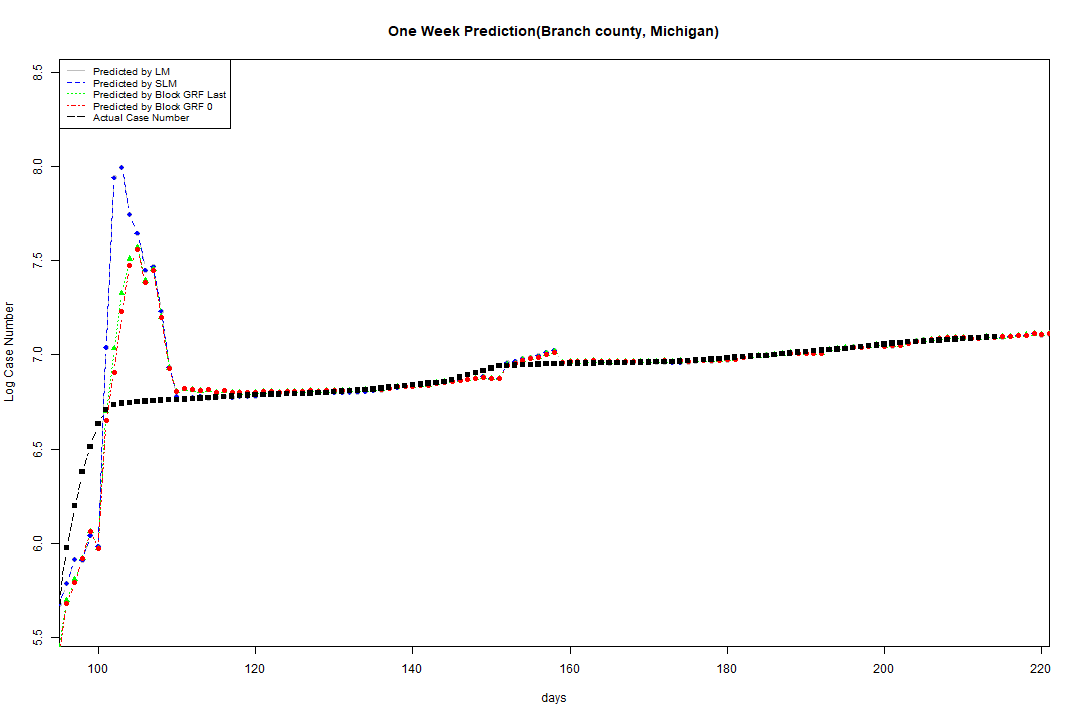 One Week Prediction(Branch county, Michigan)
Predicted by LM
Predicted by SLM
Predicted by Block GRF Last
Predicted by Block GRF 0
Actual Case Number
Log Case Number
8.5
8.0
7.5
7.0
6.5
6.0
5.5
100 120 140 160 180 200 220
days